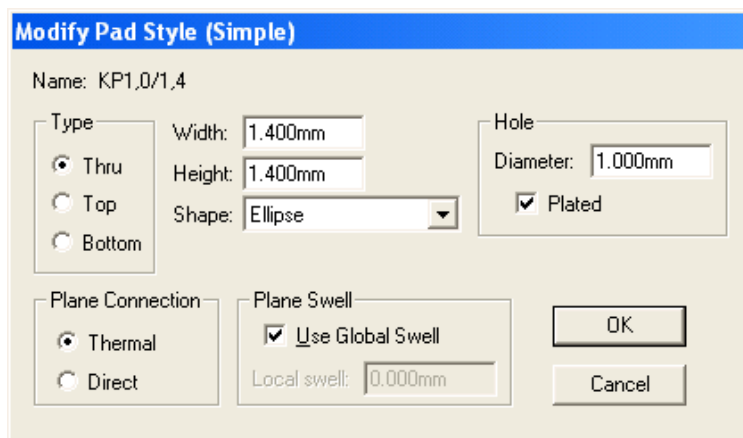 Modify Pad Style (Simple)
Name: KP1,0/1,4
Type
Thru
Top
Bottom
Width: 1.400mm
Height: 1.400mm
Shape: Ellipse
Hole
Diameter: 1.000mm
Plated
Plane Connection
Thermal
Direct
Plane Swell
Use Global Swell
Local swell: 0.000mm
OK
Cancel